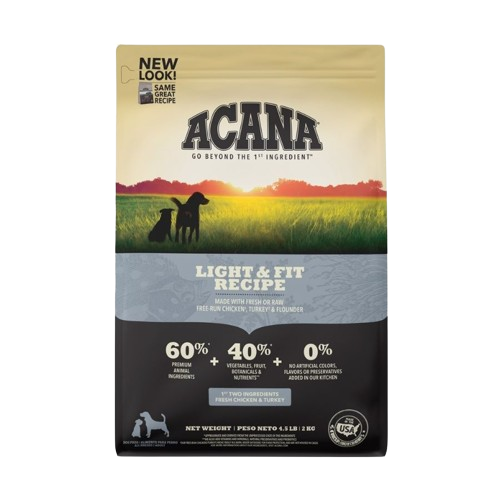 NEW
LOOK!
SAME
GREAT
RECIPE
ACANA
GO BEYOND THE 1ST INGREDIENT™
LIGHT & FIT
RECIPE
MADE WITH FRESH OR RAW
FREE-RUN CHICKEN†, TURKEY† & FLOUNDER
60%* + 40%* + 0%
PREMIUM
ANIMAL
INGREDIENTS
VEGETABLES, FRUIT,
BOTANICALS &
NUTRIENTS
NO ARTIFICIAL COLORS,
FLAVORS OR PRESERVATIVES
ADDED IN OUR KITCHEN
1ST TWO INGREDIENTS
FRESH CHICKEN & TURKEY
NET WEIGHT / PESO NETO 4.5 LB / 2 KG
USA